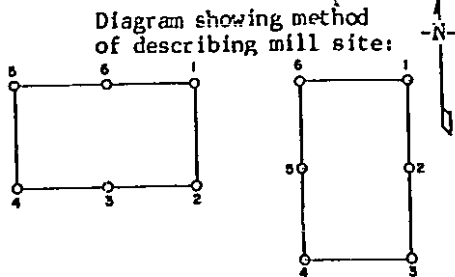 Diagram showing method
of describing mill site:
-N-
5 6 1
4 3 2
6 1
5 2
4 3